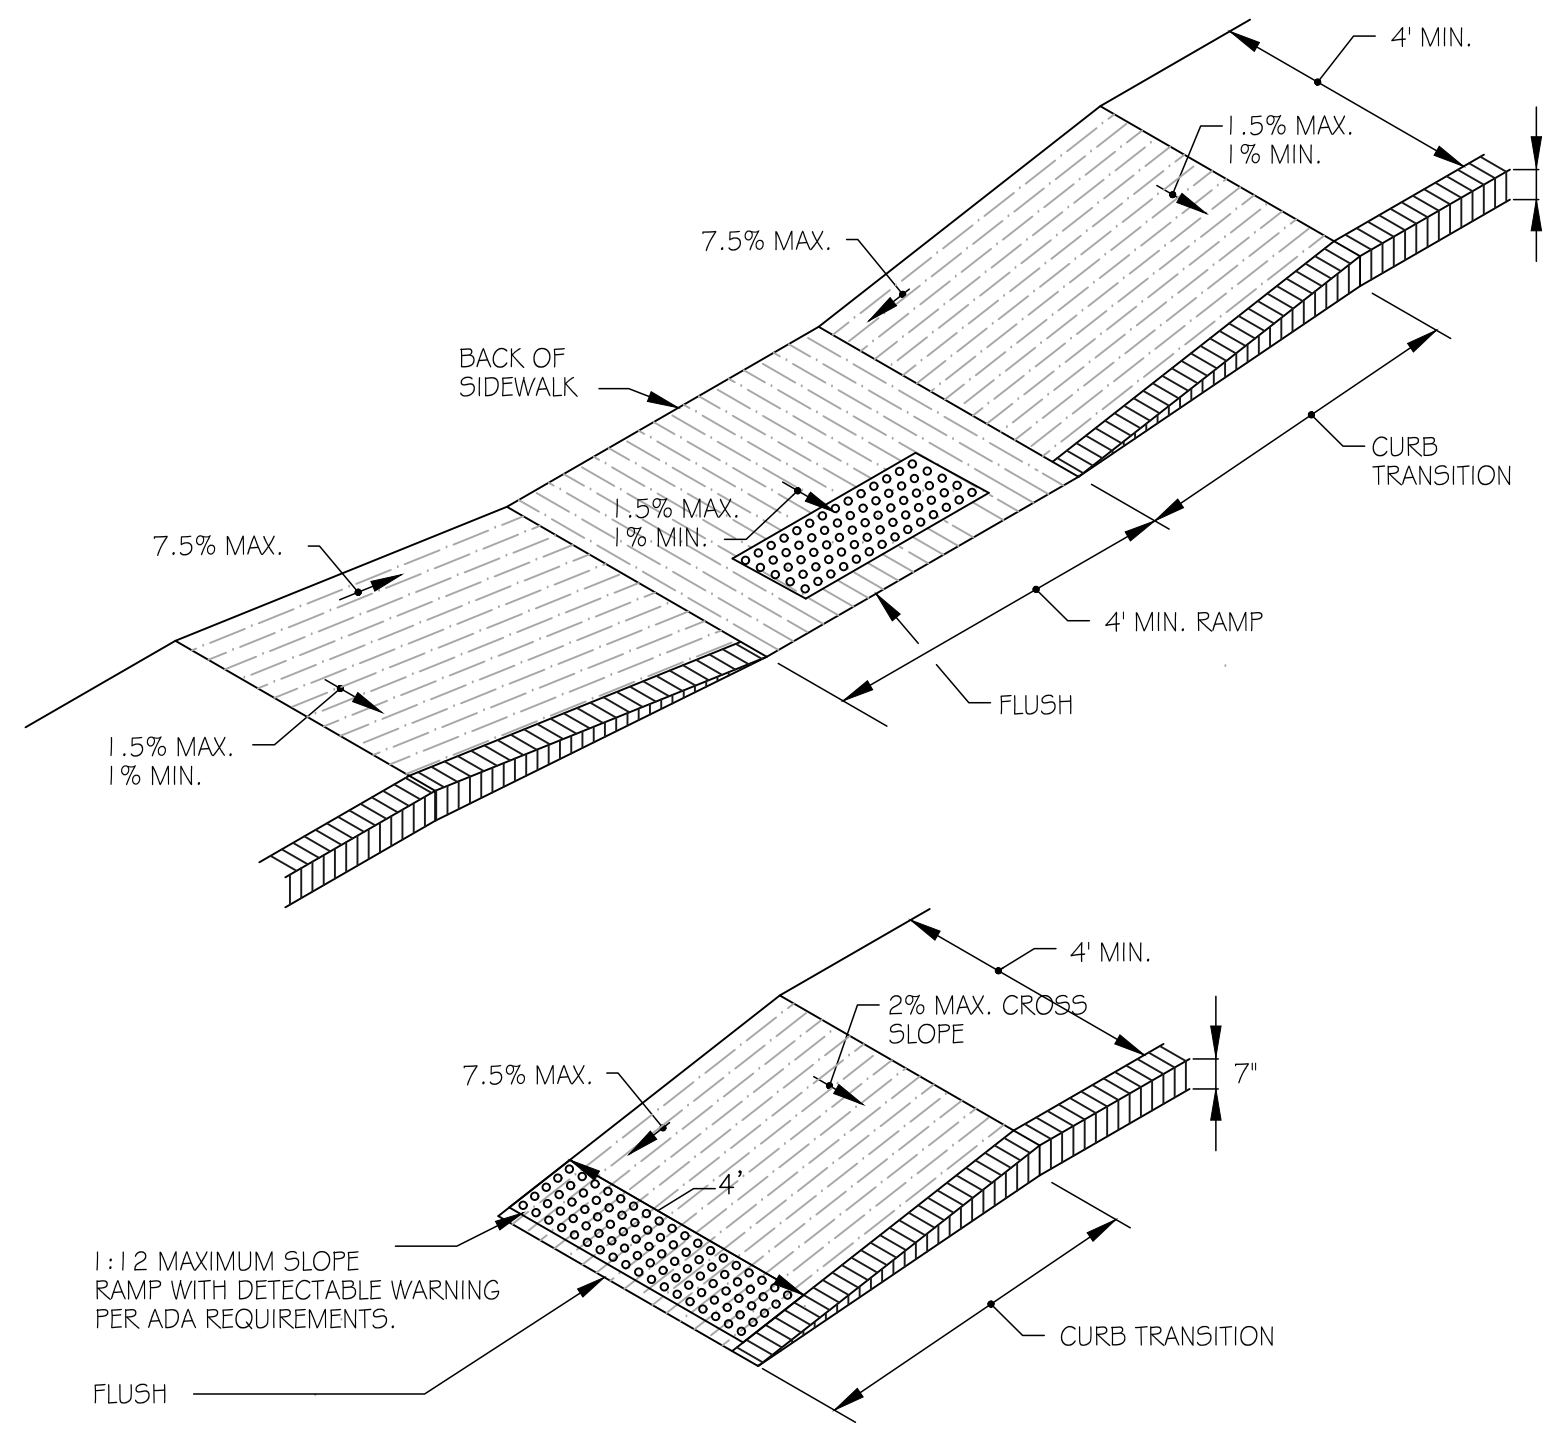 4' MIN.
1.5% MAX.
1% MIN.
7.5% MAX.
BACK OF
SIDEWALK
CURB
TRANSITION
1.5% MAX.
1% MIN.
7.5% MAX.
4' MIN. RAMP
FLUSH
1.5% MAX.
1% MIN.
4' MIN.
2% MAX. CROSS
SLOPE
7.5% MAX.
7"
4'
1:12 MAXIMUM SLOPE
RAMP WITH DETECTABLE WARNING
PER ADA REQUIREMENTS.
CURB TRANSITION
FLUSH